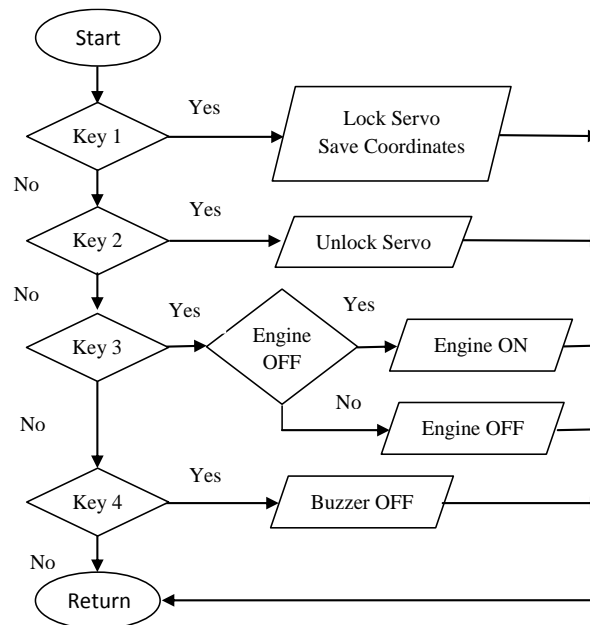 Start
Yes
Key 1
Lock Servo
Save Coordinates
No
Yes
Key 2
Unlock Servo
No
Yes
Yes
Key 3
Engine
OFF
Engine ON
No
No
Engine OFF
Yes
Key 4
Buzzer OFF
No
Return